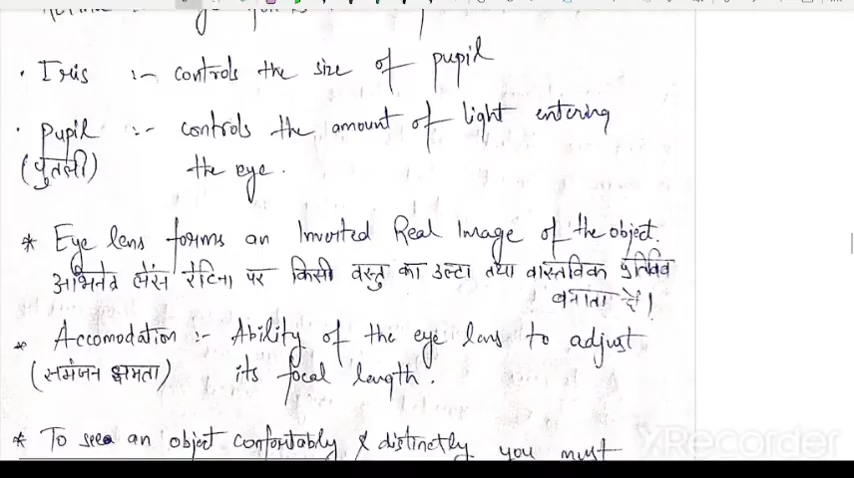 • Iris :- controls the size of pupil
• Pupil :- controls the amount of light entering
(पुतली) the eye.
* Eye lens forms an Inverted Real Image of the object.
अभिनेत्र लेंस रेटिना पर किसी वस्तु का उल्टा तथा वास्तविक प्रतिबिंब
बनाता है।
* Accomodation :- Ability of the eye lens to adjust
(समंजन क्षमता) its focal length.
* To see an object confortably & distinctly you must
XRecorder